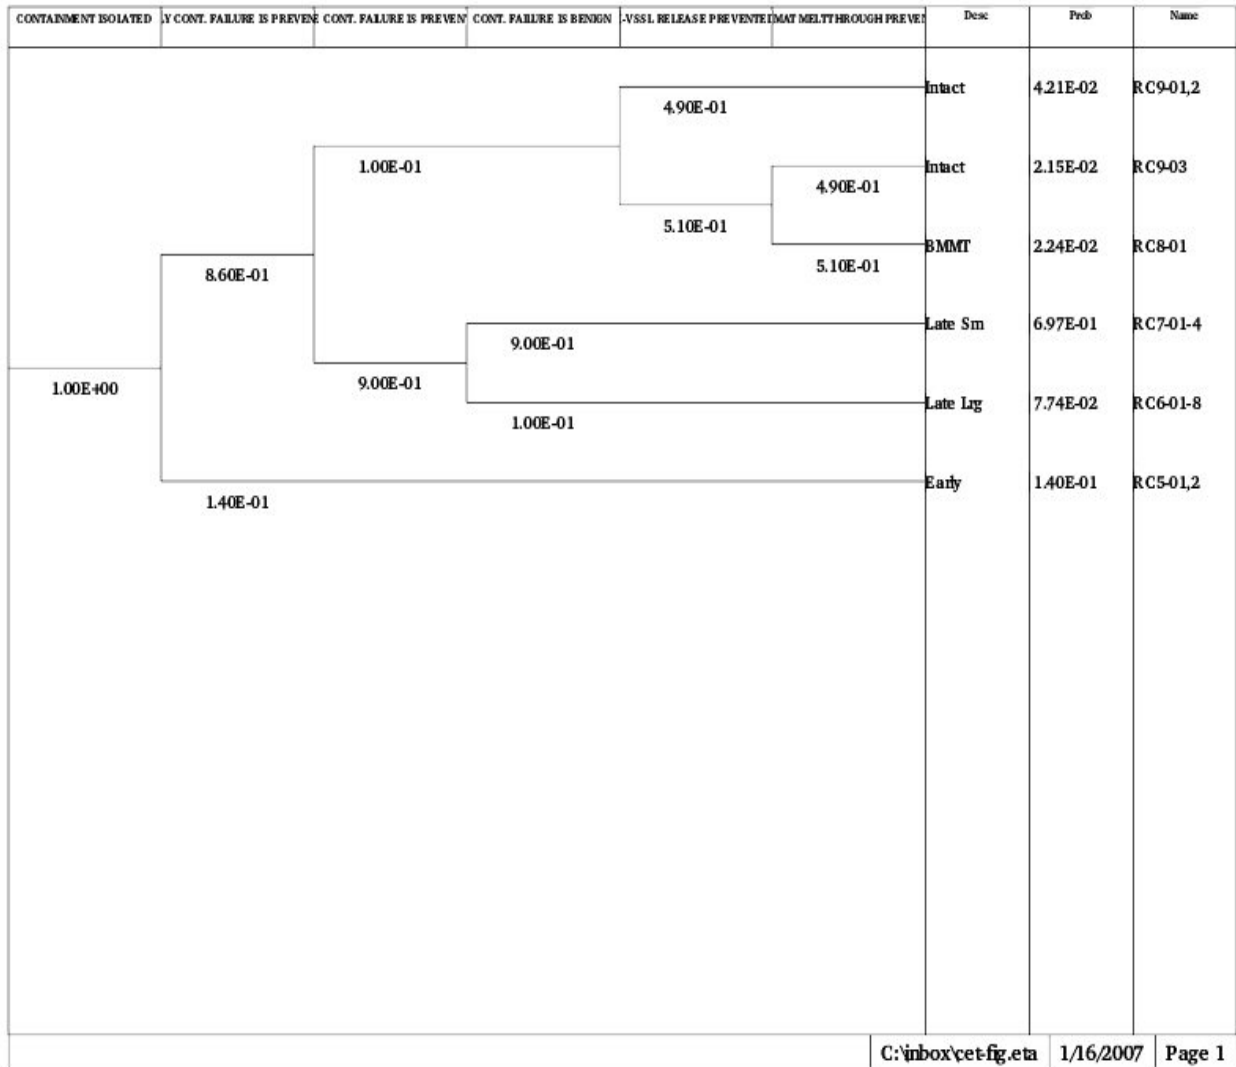 CONTAINMENT ISOLATED .Y CONT. FAILURE IS PREVEN E CONT. FAILURE IS PREVEN CONT. FAILURE IS BENIGN -VSSL RELEASE PREVENTED MAT MELTTHROUGH PREVEN Desc Prob Name
Intact 4.21E-02 RC9-01,2
4.90E-01
1.00E-01
Intact 2.15E-02 RC9-03
4.90E-01
5.10E-01
BMMT 2.24E-02 RC8-01
5.10E-01
8.60E-01
Late Sm 6.97E-01 RC7-01-4
9.00E-01
9.00E-01
1.00E+00
Late Lrg 7.74E-02 RC6-01-8
1.00E-01
Early 1.40E-01 RC5-01,2
1.40E-01
C:\inbox\cet-fig.eta 1/16/2007 Page 1